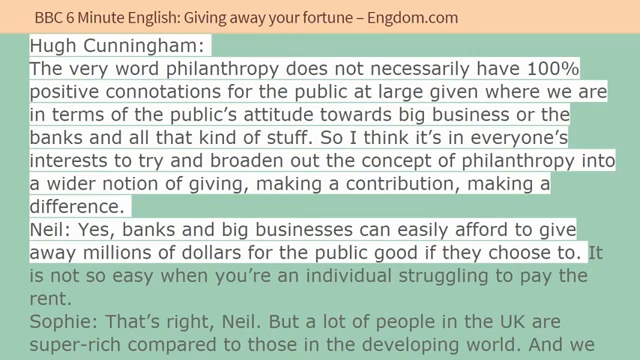 BBC 6 Minute English: Giving away your fortune – Engdom.com
Hugh Cunningham:
The very word philanthropy does not necessarily have 100%
positive connotations for the public at large given where we are
in terms of the public’s attitude towards big business or the
banks and all that kind of stuff. So I think it’s in everyone’s
interests to try and broaden out the concept of philanthropy into
a wider notion of giving, making a contribution, making a
difference.
Neil: Yes, banks and big businesses can easily afford to give
away millions of dollars for the public good if they choose to. It
is not so easy when you’re an individual struggling to pay the
rent.
Sophie: That’s right, Neil. But a lot of people in the UK are
super-rich compared to those in the developing world. And we